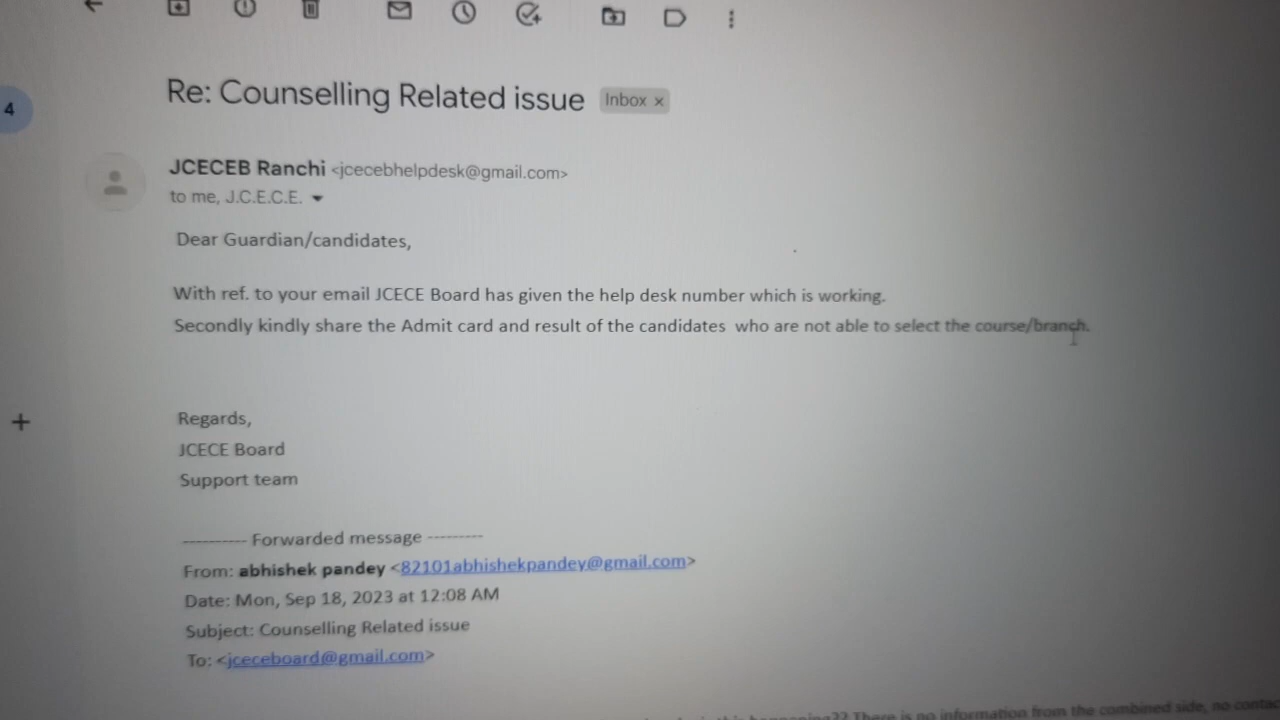 Re: Counselling Related issue Inbox ×
4
JCECEB Ranchi <jcecebhelpdesk@gmail.com>
to me, J.C.E.C.E.
Dear Guardian/candidates,
With ref. to your email JCECE Board has given the help desk number which is working.
Secondly kindly share the Admit card and result of the candidates who are not able to select the course/branch.
Regards,
JCECE Board
Support team
---------- Forwarded message ---------
From: abhishek pandey <82101abhishekpandey@gmail.com>
Date: Mon, Sep 18, 2023 at 12:08 AM
Subject: Counselling Related issue
To: <jceceboard@gmail.com>
is this happening?? There is no information from the combined side, no